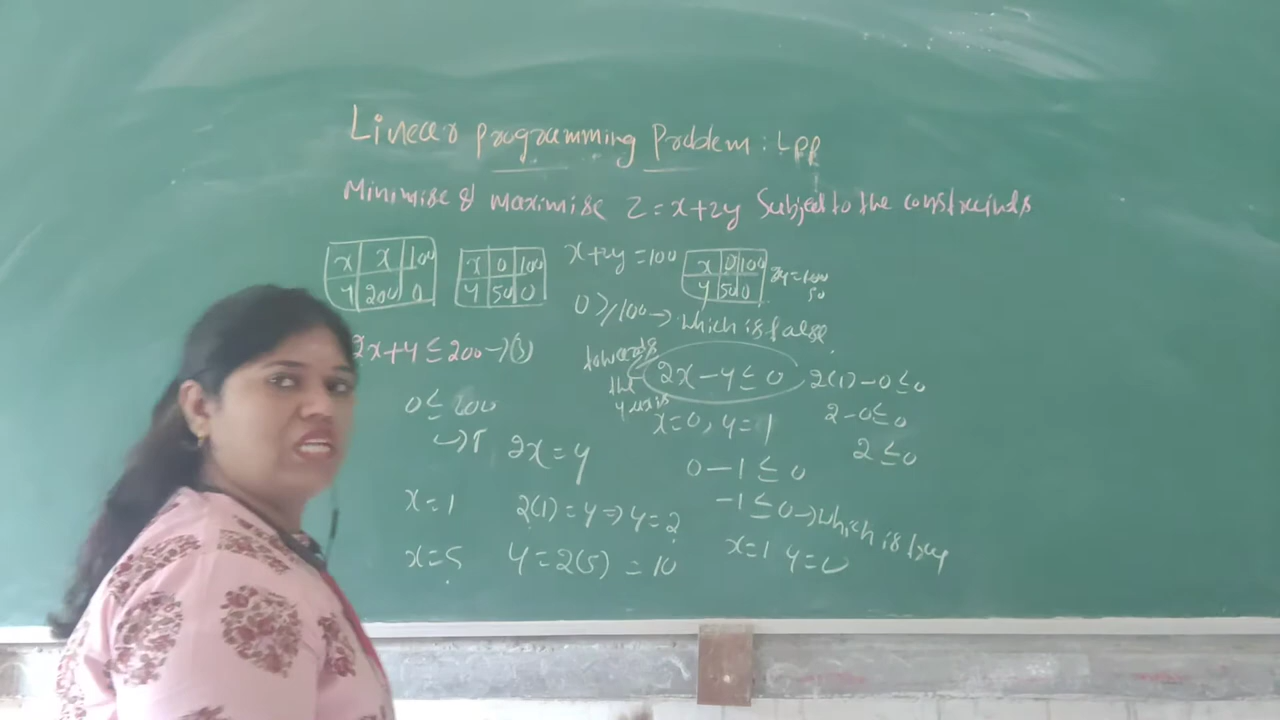 Linear programming Problem: LPP
Minimise & maximise Z = x+2y Subject to the constraints
x x 100
y 200 0
x 0 100
y 50 0
x+2y = 100
x 0 100
y 50 0
2y = 100
50
0 ≥ 100 → which is false.
2x+y ≤ 200 → (3)
towards the y axis
2x−y ≤ 0
2(1)−0 ≤ 0
2−0 ≤ 0
2 ≤ 0
0 ≤ 200
↳ T
2x = y
x=0, y=1
0−1 ≤ 0
−1 ≤ 0 → which is true
x=1
2(1) = y ⇒ y = 2
x=1 y=0
x=5
y = 2(5) = 10